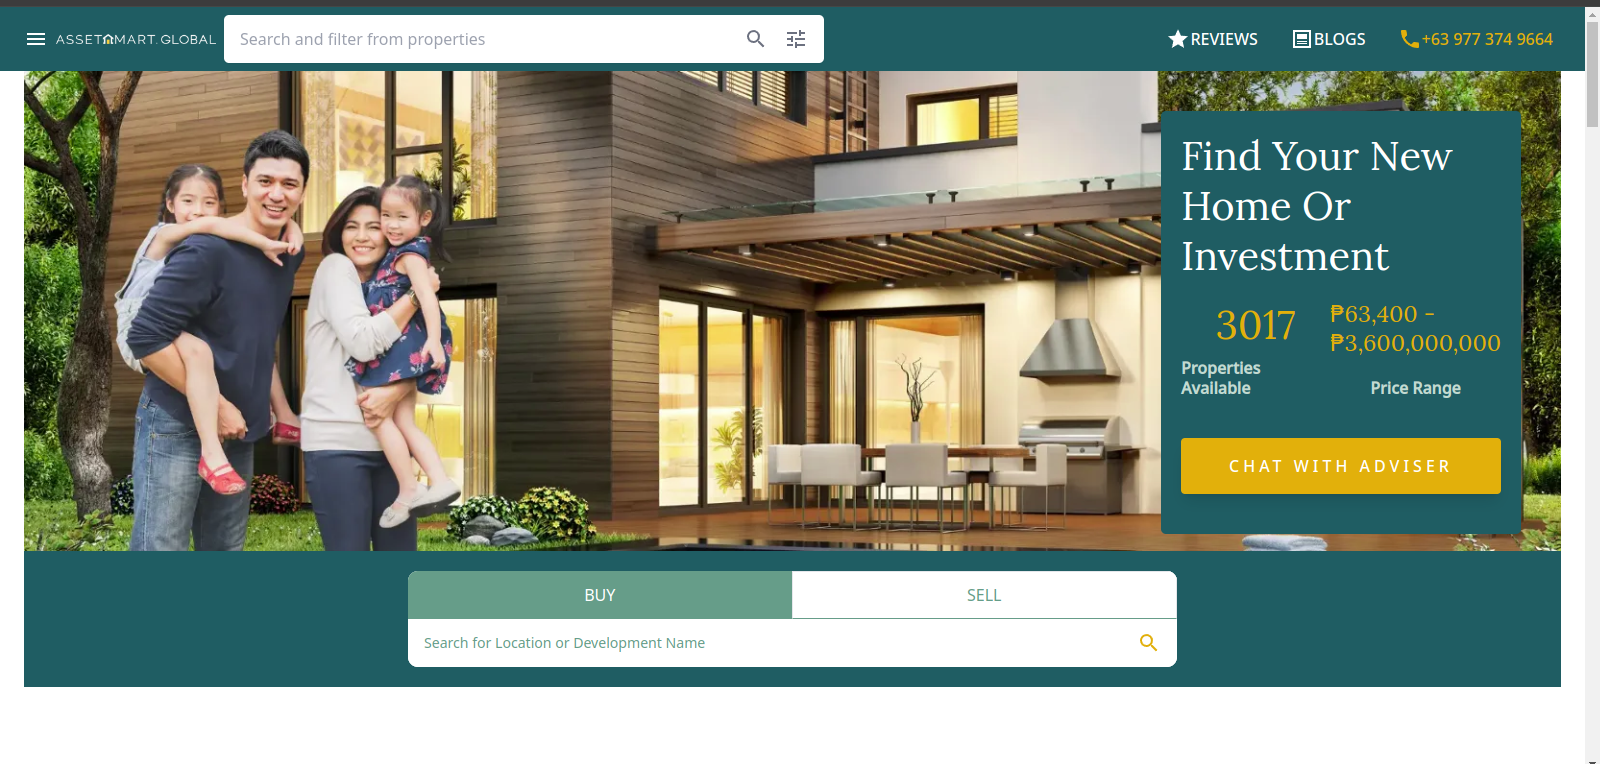 ASSET MART.GLOBAL
Search and filter from properties
REVIEWS
BLOGS
+63 977 374 9664
Find Your New
Home Or
Investment
3017
Properties
Available
₱63,400 -
₱3,600,000,000
Price Range
CHAT WITH ADVISER
BUY
SELL
Search for Location or Development Name